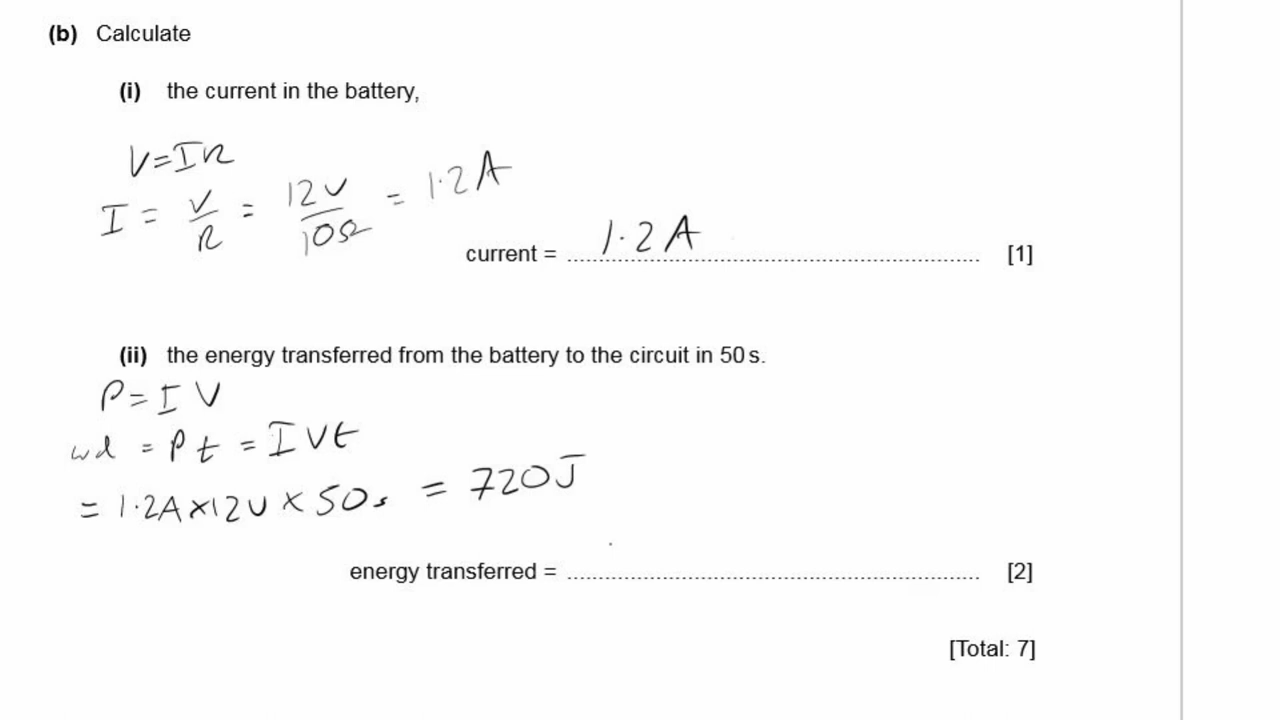 (b) Calculate
(i) the current in the battery,
V=IR
I = V/R = 12V/10Ω = 1.2A
current = 1.2A [1]
(ii) the energy transferred from the battery to the circuit in 50 s.
P=IV
wd = Pt = IVt
= 1.2A×12V×50s = 720J
energy transferred = [2]
[Total: 7]